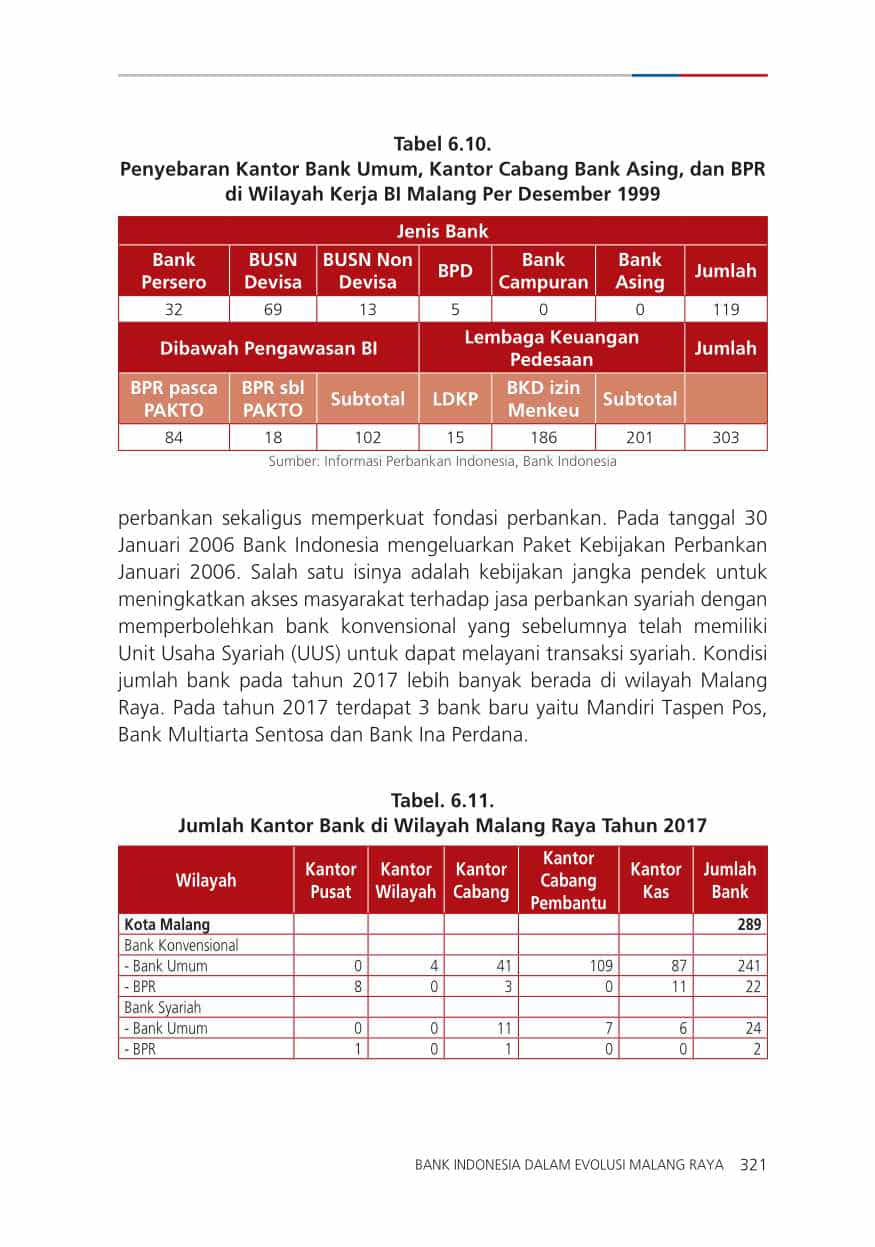 Tabel 6.10.
Penyebaran Kantor Bank Umum, Kantor Cabang Bank Asing, dan BPR
di Wilayah Kerja BI Malang Per Desember 1999
Jenis Bank
Bank Persero BUSN Devisa BUSN Non Devisa BPD Bank Campuran Bank Asing Jumlah
32 69 13 5 0 0 119
Dibawah Pengawasan BI Lembaga Keuangan Pedesaan Jumlah
BPR pasca PAKTO BPR sbl PAKTO Subtotal LDKP BKD izin Menkeu Subtotal
84 18 102 15 186 201 303
Sumber: Informasi Perbankan Indonesia, Bank Indonesia
perbankan sekaligus memperkuat fondasi perbankan. Pada tanggal 30
Januari 2006 Bank Indonesia mengeluarkan Paket Kebijakan Perbankan
Januari 2006. Salah satu isinya adalah kebijakan jangka pendek untuk
meningkatkan akses masyarakat terhadap jasa perbankan syariah dengan
memperbolehkan bank konvensional yang sebelumnya telah memiliki
Unit Usaha Syariah (UUS) untuk dapat melayani transaksi syariah. Kondisi
jumlah bank pada tahun 2017 lebih banyak berada di wilayah Malang
Raya. Pada tahun 2017 terdapat 3 bank baru yaitu Mandiri Taspen Pos,
Bank Multiarta Sentosa dan Bank Ina Perdana.
Tabel. 6.11.
Jumlah Kantor Bank di Wilayah Malang Raya Tahun 2017
Wilayah Kantor Pusat Kantor Wilayah Kantor Cabang Kantor Cabang Pembantu Kantor Kas Jumlah Bank
Kota Malang 289
Bank Konvensional
- Bank Umum 0 4 41 109 87 241
- BPR 8 0 3 0 11 22
Bank Syariah
- Bank Umum 0 0 11 7 6 24
- BPR 1 0 1 0 0 2
BANK INDONESIA DALAM EVOLUSI MALANG RAYA 321